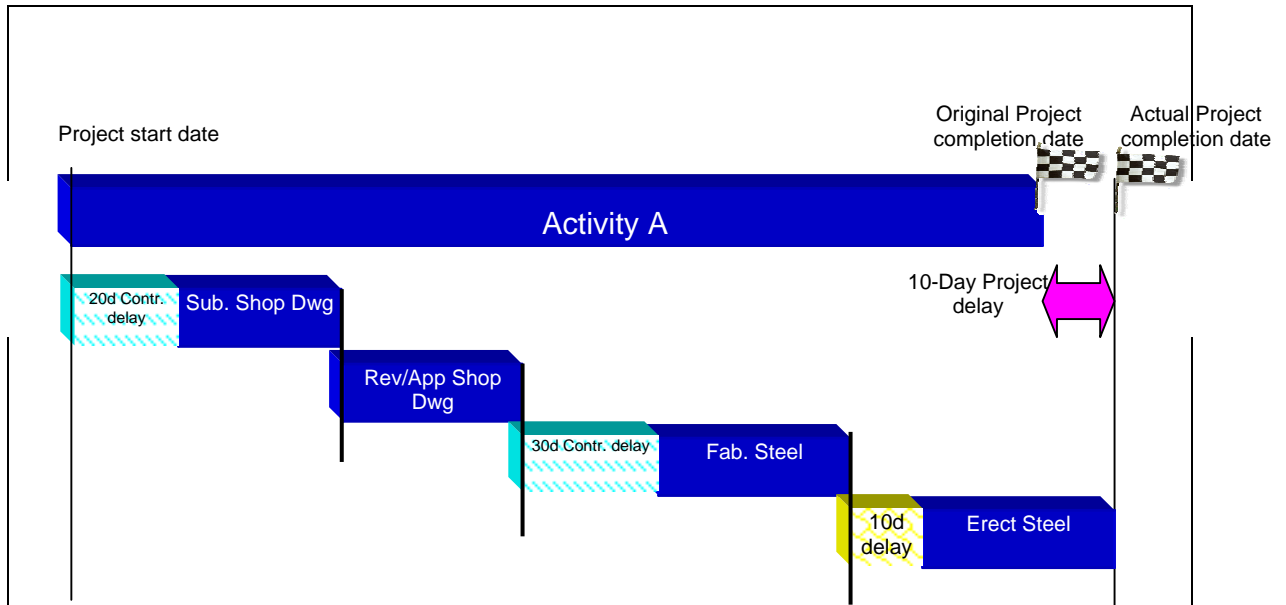 Project start date
Original Project
completion date
Actual Project
completion date
Activity A
20d Contr.
delay
Sub. Shop Dwg
10-Day Project
delay
Rev/App Shop
Dwg
30d Contr. delay
Fab. Steel
10d
delay
Erect Steel